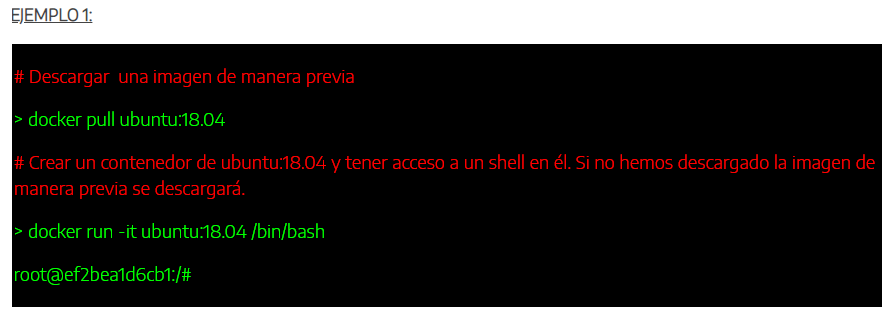 EJEMPLO 1:
# Descargar  una imagen de manera previa
> docker pull ubuntu:18.04
# Crear un contenedor de ubuntu:18.04 y tener acceso a un shell en él. Si no hemos descargado la imagen de
manera previa se descargará.
> docker run -it ubuntu:18.04 /bin/bash
root@ef2bea1d6cb1:/#